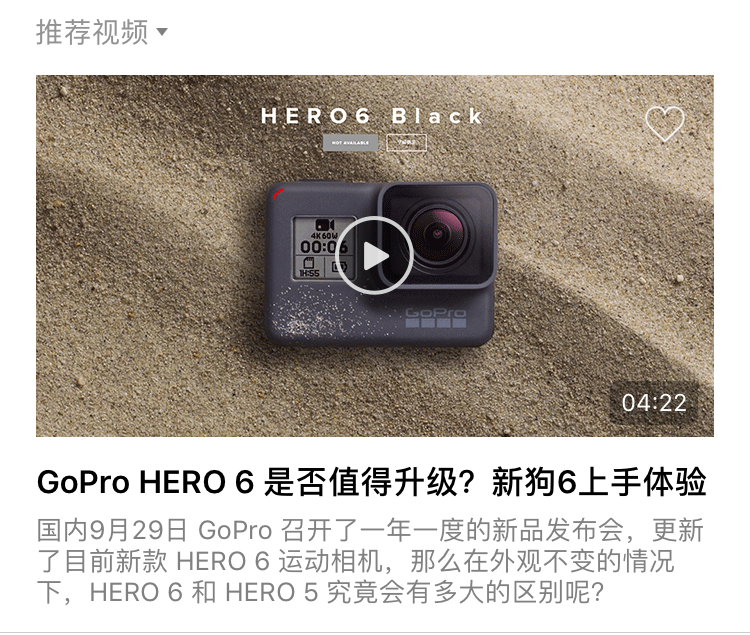 推荐视频
HERO6 Black
NOT AVAILABLE
4K60W
00:06
1H:55
GoPro
04:22
GoPro HERO 6 是否值得升级？新狗6上手体验
国内9月29日 GoPro 召开了一年一度的新品发布会，更新
了目前新款 HERO 6 运动相机，那么在外观不变的情况
下，HERO 6 和 HERO 5 究竟会有多大的区别呢？